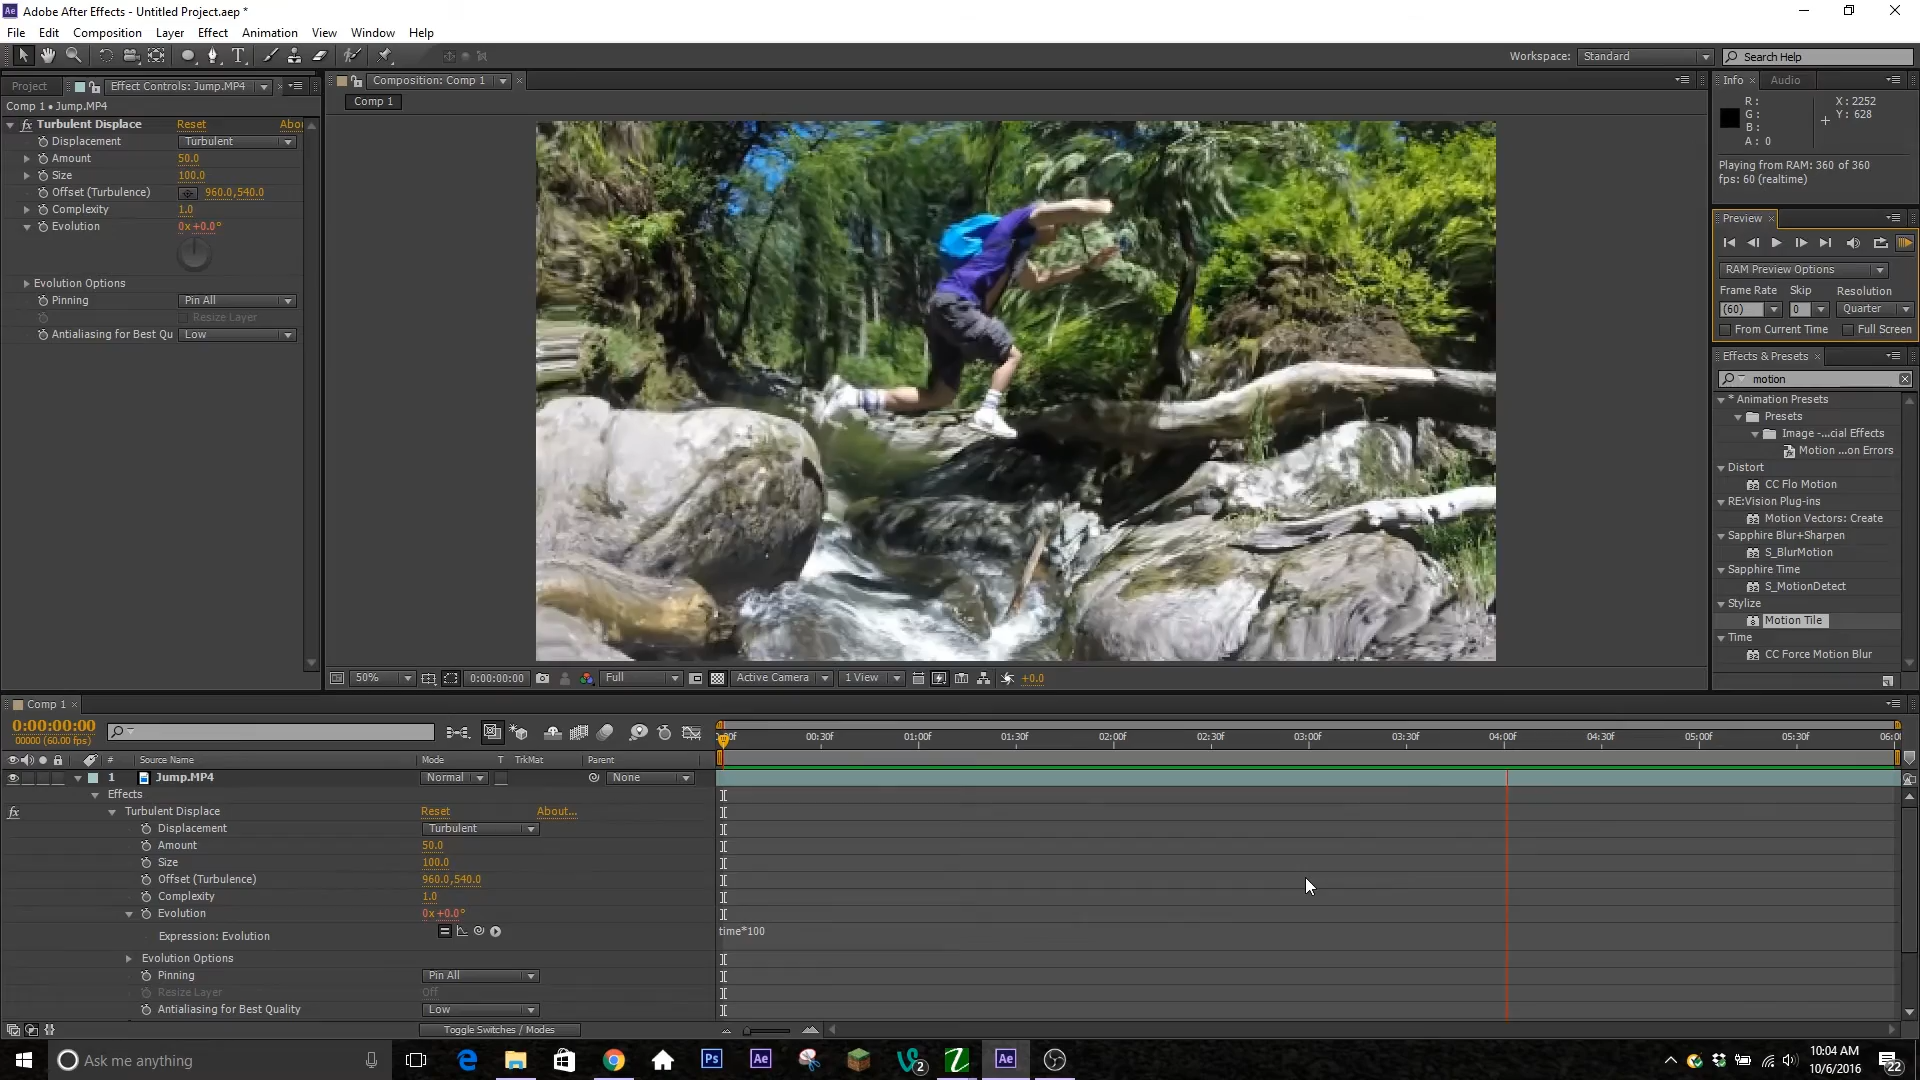 Adobe After Effects - Untitled Project.aep *
File Edit Composition Layer Effect Animation View Window Help
Workspace: Standard Search Help
Project Effect Controls: Jump.MP4
Comp 1 • Jump.MP4
fx Turbulent Displace Reset Abou
Displacement Turbulent
Amount 50.0
Size 100.0
Offset (Turbulence) 960.0,540.0
Complexity 1.0
Evolution 0x+0.0°
Evolution Options
Pinning Pin All
Resize Layer
Antialiasing for Best Qu Low
Composition: Comp 1
Comp 1
50% 0:00:00:00 Full Active Camera 1 View +0.0
Info Audio
R: X: 2252
G: Y: 628
B:
A: 0
Playing from RAM: 360 of 360
fps: 60 (realtime)
Preview
RAM Preview Options
Frame Rate Skip Resolution
(60) 0 Quarter
From Current Time Full Screen
Effects & Presets
motion
* Animation Presets
Presets
Image -...cial Effects
Motion ...on Errors
Distort
CC Flo Motion
RE:Vision Plug-ins
Motion Vectors: Create
Sapphire Blur+Sharpen
S_BlurMotion
Sapphire Time
S_MotionDetect
Stylize
Motion Tile
Time
CC Force Motion Blur
Comp 1
0:00:00:00
00000 (60.00 fps)
00:30f 01:00f 01:30f 02:00f 02:30f 03:00f 03:30f 04:00f 04:30f 05:00f 05:30f 06:0
# Source Name Mode T TrkMat Parent
1 Jump.MP4 Normal None
Effects
fx Turbulent Displace Reset About...
Displacement Turbulent
Amount 50.0
Size 100.0
Offset (Turbulence) 960.0,540.0
Complexity 1.0
Evolution 0x+0.0°
Expression: Evolution time*100
Evolution Options
Pinning Pin All
Resize Layer Off
Antialiasing for Best Quality Low
Toggle Switches / Modes
Ask me anything
Ps Ae 2 Ae
10:04 AM
10/6/2016
22